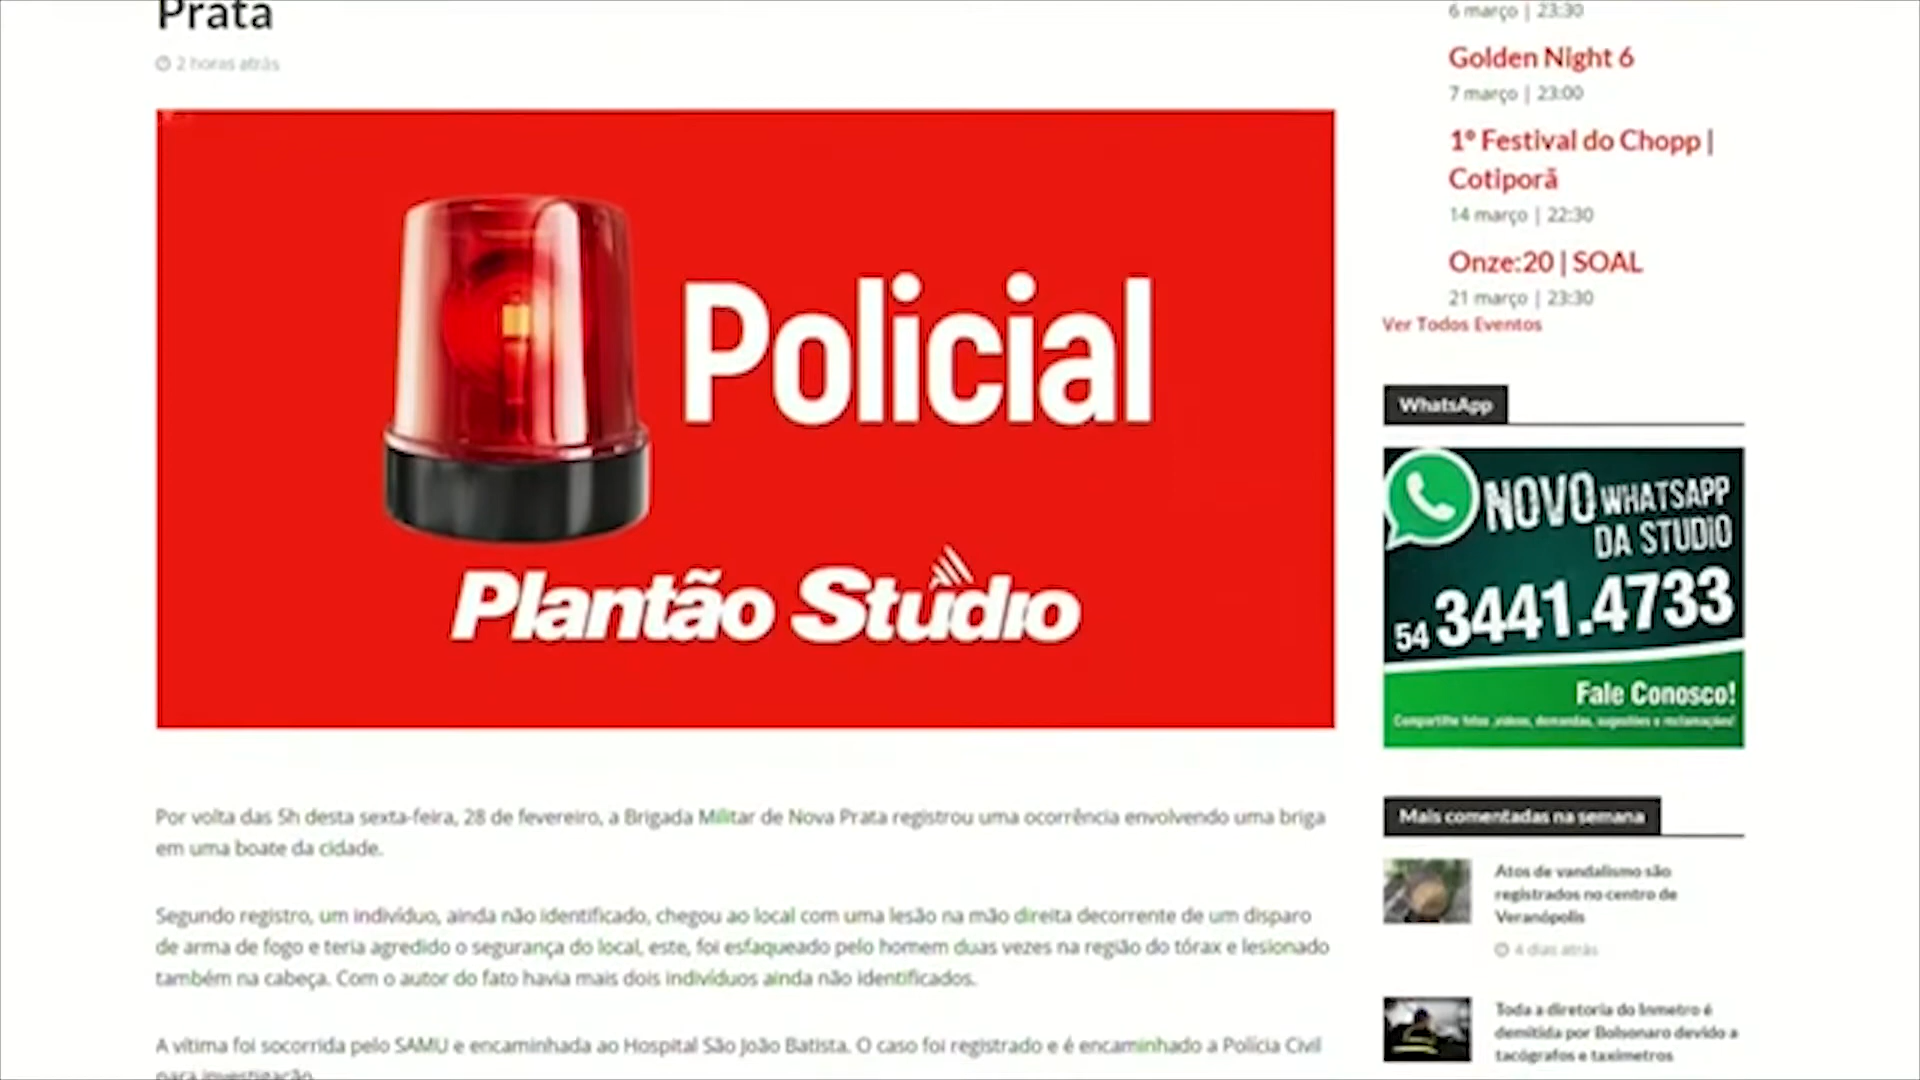 Prata
2 horas atrás
Policial
Plantão Studio
Por volta das 5h desta sexta-feira, 28 de fevereiro, a Brigada Militar de Nova Prata registrou uma ocorrência envolvendo uma briga
em uma boate da cidade.
Segundo registro, um indivíduo, ainda não identificado, chegou ao local com uma lesão na mão direita decorrente de um disparo
de arma de fogo e teria agredido o segurança do local, este, foi esfaqueado pelo homem duas vezes na região do tórax e lesionado
também na cabeça. Com o autor do fato havia mais dois indivíduos ainda não identificados.
A vítima foi socorrida pelo SAMU e encaminhada ao Hospital São João Batista. O caso foi registrado e é encaminhado a Polícia Civil
para investigação.
6 março | 23:30
Golden Night 6
7 março | 23:00
1º Festival do Chopp |
Cotiporã
14 março | 22:30
Onze:20 | SOAL
21 março | 23:30
Ver Todos Eventos
WhatsApp
NOVO WHATSAPP
DA STUDIO
54 3441.4733
Fale Conosco!
Compartilhe fotos, vídeos, demandas, sugestões e reclamações!
Mais comentadas na semana
Atos de vandalismo são
registrados no centro de
Veranópolis
4 dias atrás
Toda a diretoria do Inmetro é
demitida por Bolsonaro devido a
tacógrafos e taxímetros